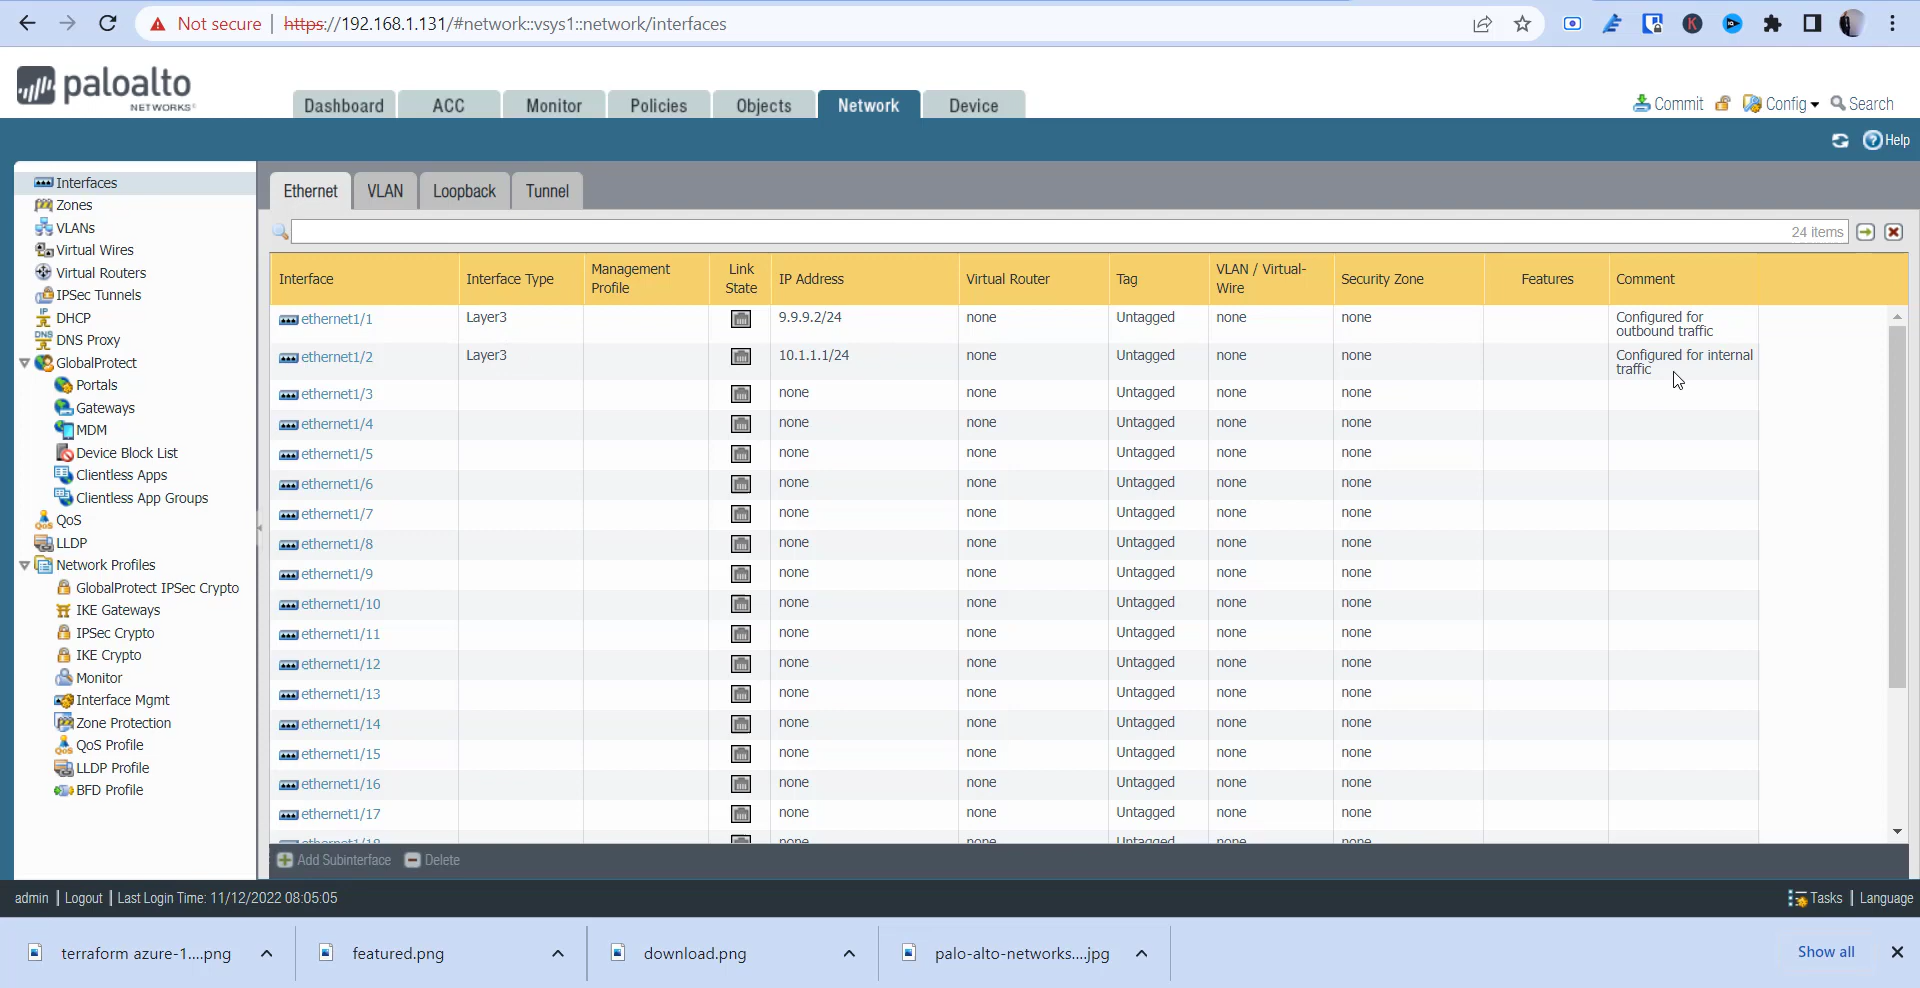 Not secure | https://192.168.1.131/#network::vsys1::network/interfaces
paloalto
NETWORKS
Dashboard ACC Monitor Policies Objects Network Device
Commit Config Search
Help
Interfaces
Zones
VLANs
Virtual Wires
Virtual Routers
IPSec Tunnels
DHCP
DNS Proxy
GlobalProtect
Portals
Gateways
MDM
Device Block List
Clientless Apps
Clientless App Groups
QoS
LLDP
Network Profiles
GlobalProtect IPSec Crypto
IKE Gateways
IPSec Crypto
IKE Crypto
Monitor
Interface Mgmt
Zone Protection
QoS Profile
LLDP Profile
BFD Profile
Ethernet VLAN Loopback Tunnel
24 items
Interface Interface Type Management Profile Link State IP Address Virtual Router Tag VLAN / Virtual-Wire Security Zone Features Comment
ethernet1/1 Layer3 9.9.9.2/24 none Untagged none none Configured for outbound traffic
ethernet1/2 Layer3 10.1.1.1/24 none Untagged none none Configured for internal traffic
ethernet1/3 none none Untagged none none
ethernet1/4 none none Untagged none none
ethernet1/5 none none Untagged none none
ethernet1/6 none none Untagged none none
ethernet1/7 none none Untagged none none
ethernet1/8 none none Untagged none none
ethernet1/9 none none Untagged none none
ethernet1/10 none none Untagged none none
ethernet1/11 none none Untagged none none
ethernet1/12 none none Untagged none none
ethernet1/13 none none Untagged none none
ethernet1/14 none none Untagged none none
ethernet1/15 none none Untagged none none
ethernet1/16 none none Untagged none none
ethernet1/17 none none Untagged none none
Add Subinterface Delete
admin | Logout | Last Login Time: 11/12/2022 08:05:05
Tasks | Language
terraform azure-1....png featured.png download.png palo-alto-networks....jpg Show all